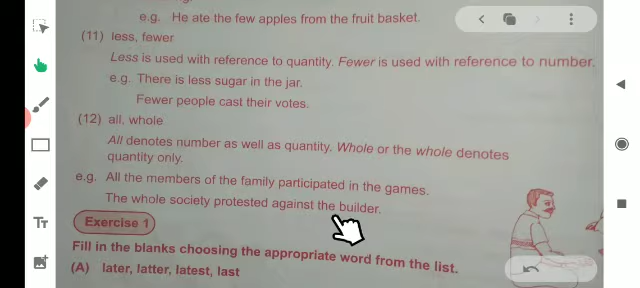 e.g. He ate the few apples from the fruit basket.
(11) less, fewer
Less is used with reference to quantity. Fewer is used with reference to number.
e.g. There is less sugar in the jar.
Fewer people cast their votes.
(12) all, whole
All denotes number as well as quantity. Whole or the whole denotes
quantity only.
e.g. All the members of the family participated in the games.
The whole society protested against the builder.
Exercise 1
Fill in the blanks choosing the appropriate word from the list.
(A) later, latter, latest, last
TT